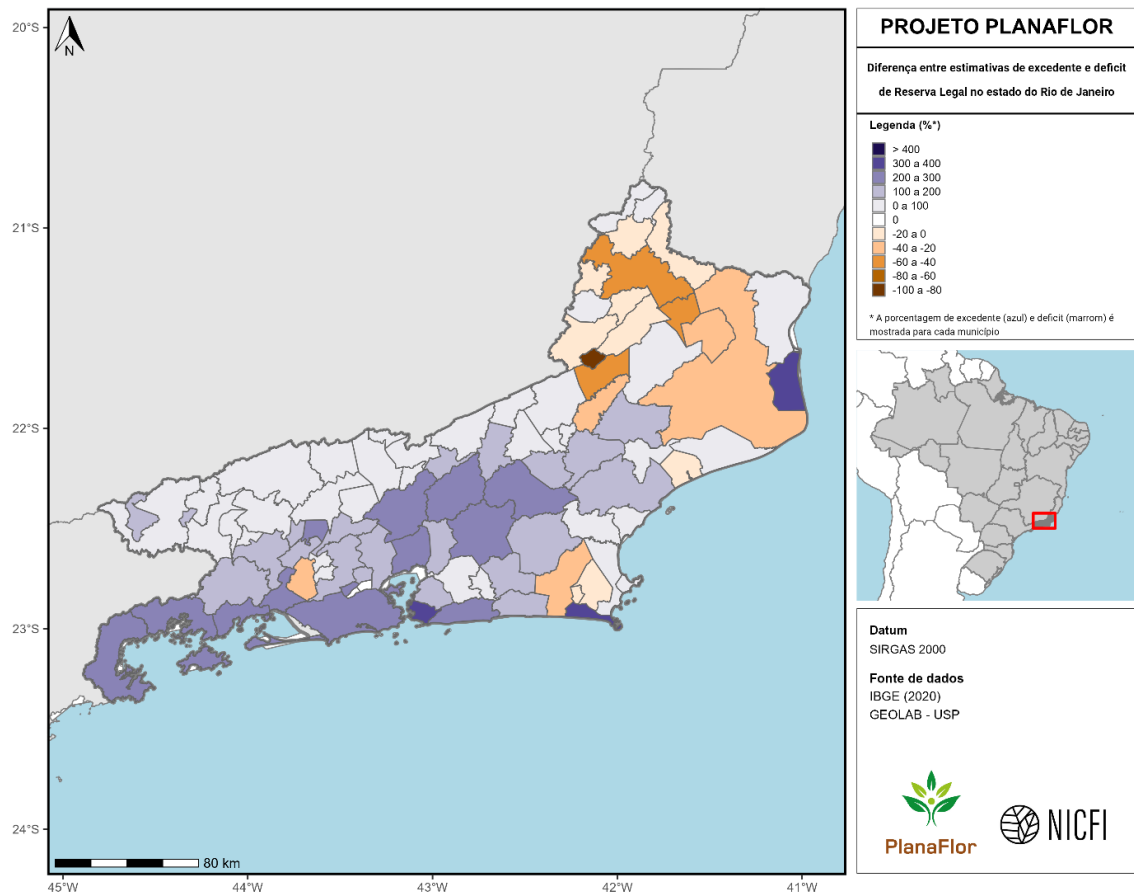 20°S
21°S
22°S
23°S
24°S
N
80 km
45°W
44°W
43°W
42°W
41°W
PROJETO PLANAFLOR
Diferença entre estimativas de excedente e deficit
de Reserva Legal no estado do Rio de Janeiro
Legenda (%*)
> 400
300 a 400
200 a 300
100 a 200
0 a 100
0
-20 a 0
-40 a -20
-60 a -40
-80 a -60
-100 a -80
* A porcentagem de excedente (azul) e deficit (marrom) é
mostrada para cada município
Datum
SIRGAS 2000
Fonte de dados
IBGE (2020)
GEOLAB - USP
PlanaFlor
NICFI